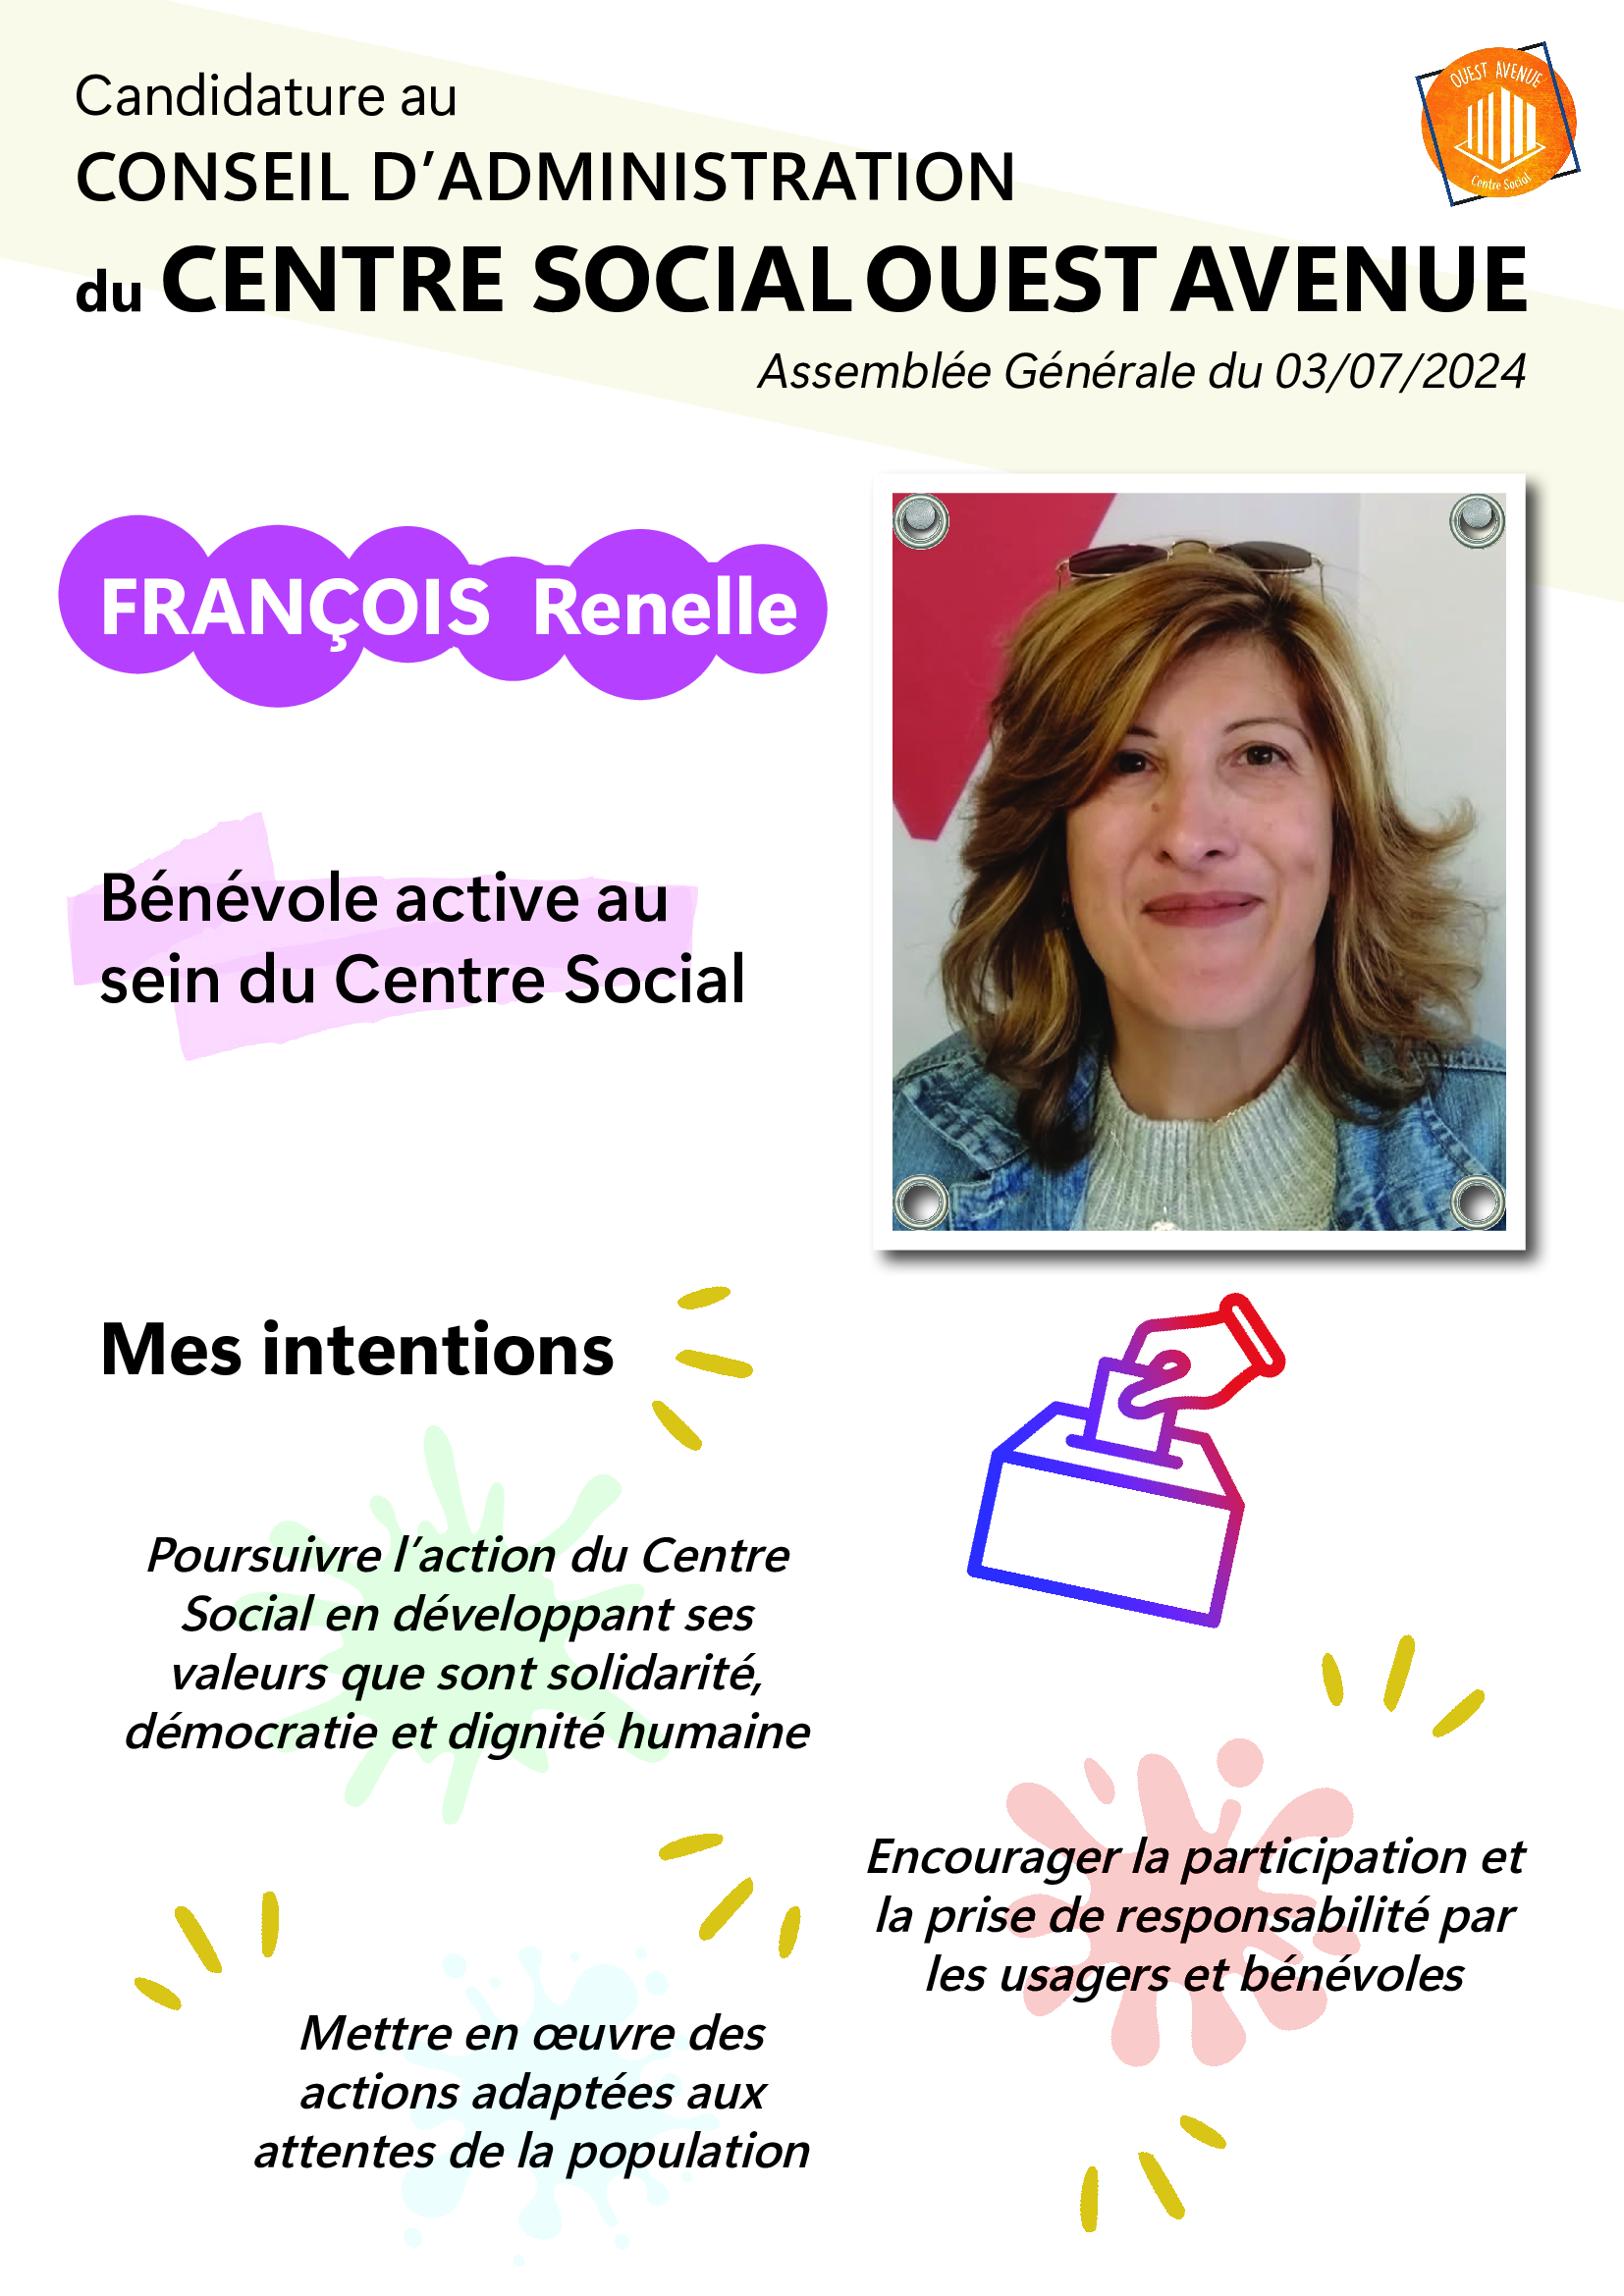 Candidature au
CONSEIL D’ADMINISTRATION
du CENTRE SOCIAL OUEST AVENUE
Assemblée Générale du 03/07/2024
OUEST AVENUE
Centre Social
FRANÇOIS Renelle
Bénévole active au
sein du Centre Social
Mes intentions
Poursuivre l’action du Centre
Social en développant ses
valeurs que sont solidarité,
démocratie et dignité humaine
Encourager la participation et
la prise de responsabilité par
les usagers et bénévoles
Mettre en œuvre des
actions adaptées aux
attentes de la population